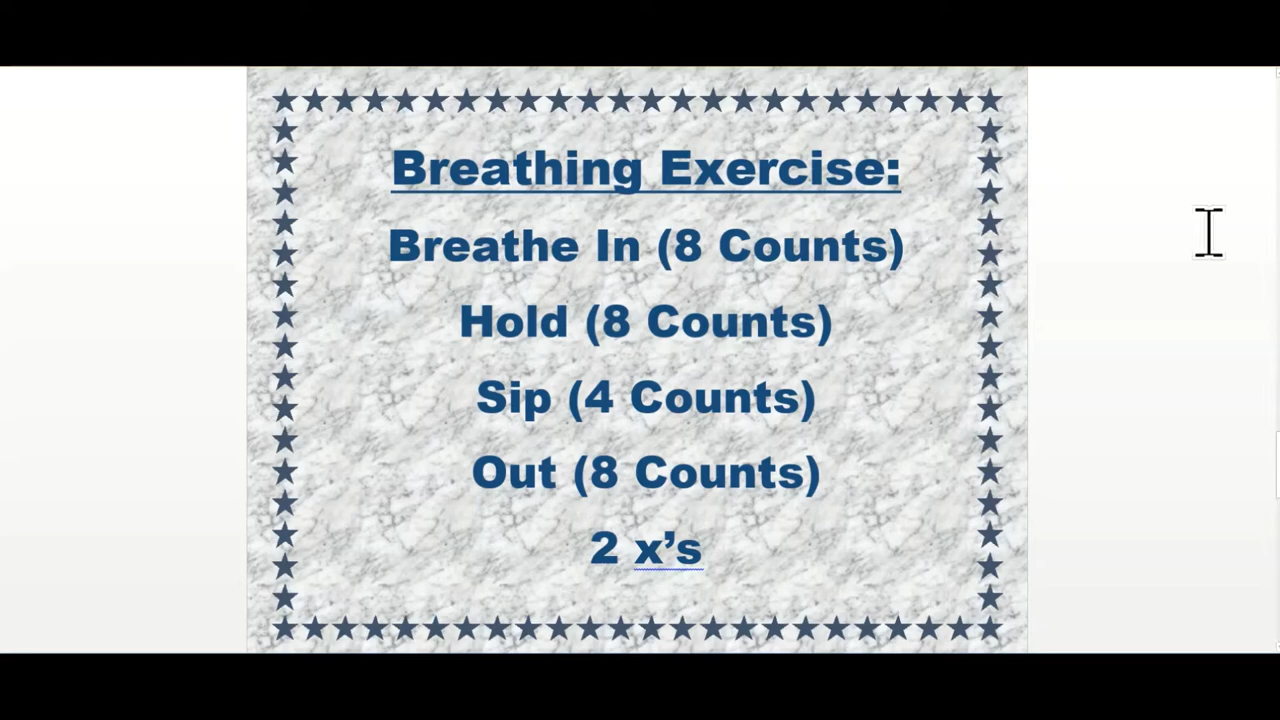 Breathing Exercise:
Breathe In (8 Counts)
Hold (8 Counts)
Sip (4 Counts)
Out (8 Counts)
2 x’s